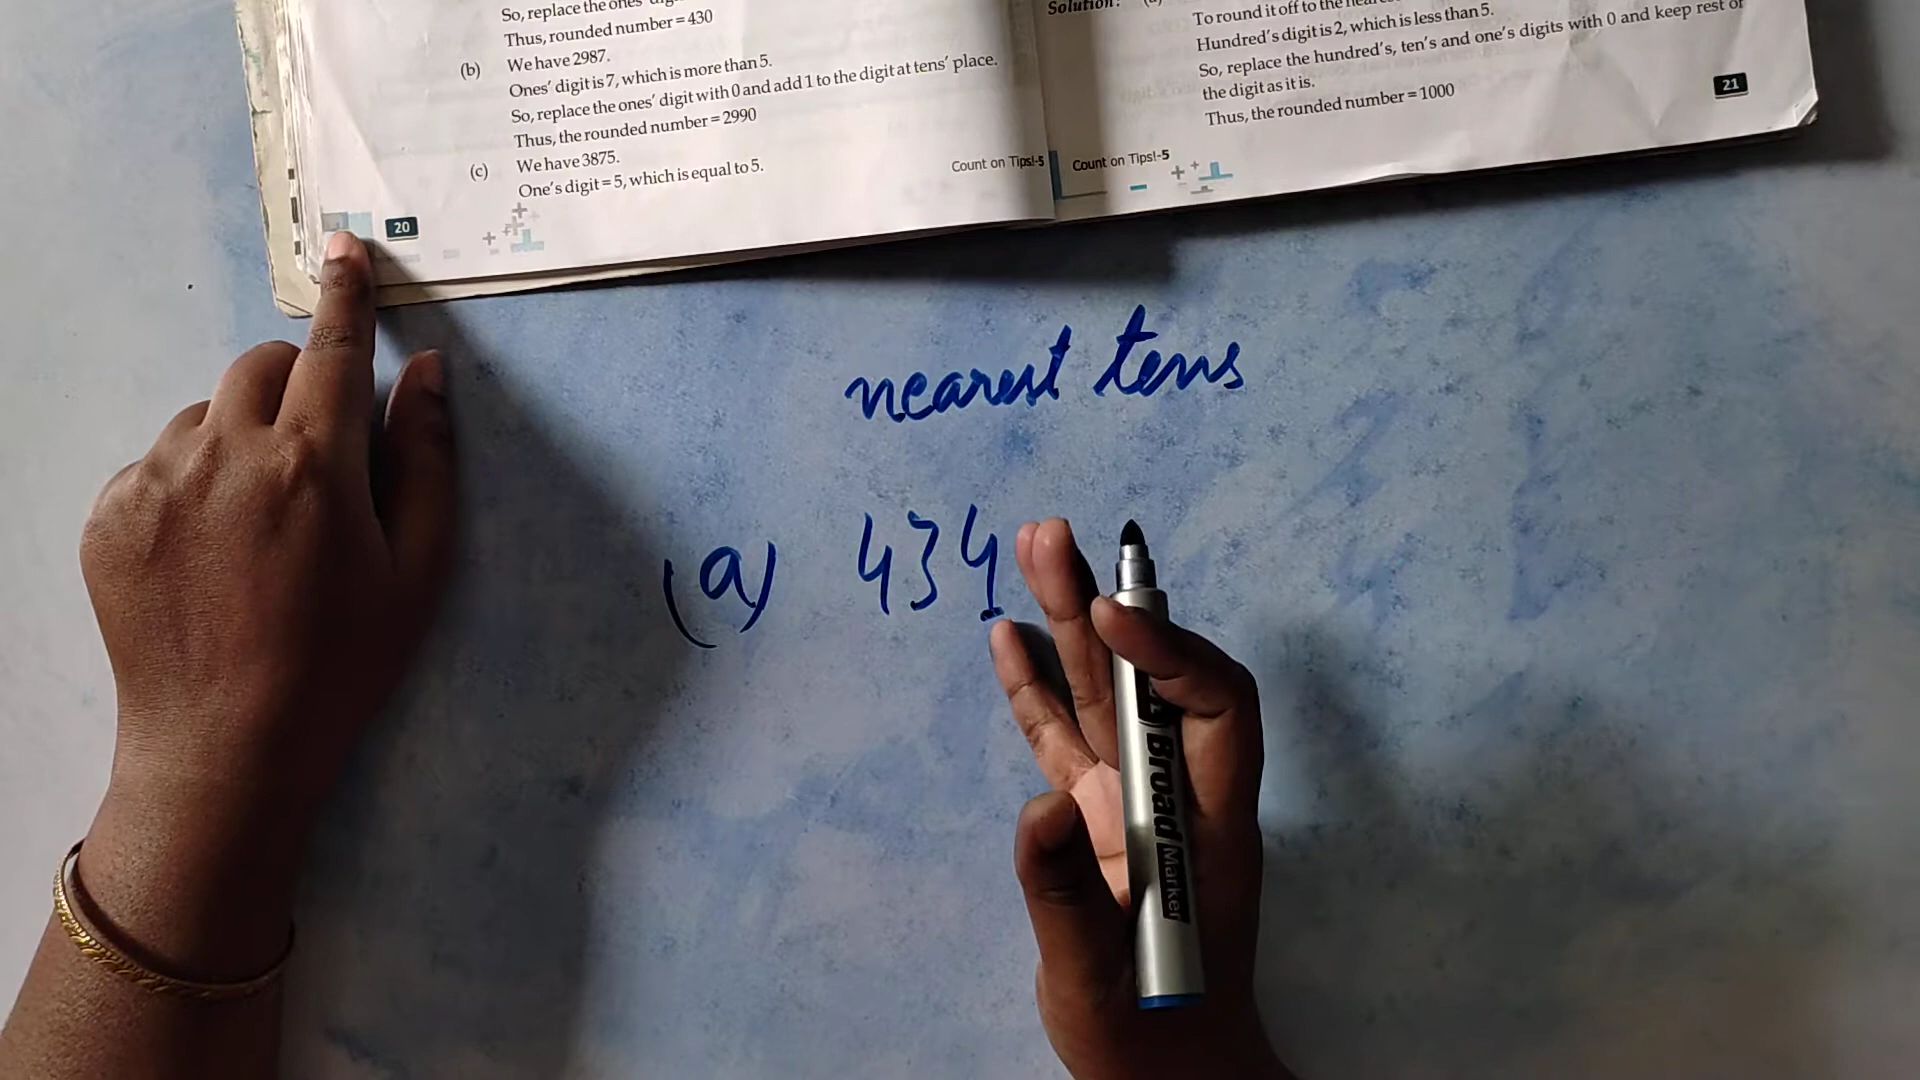 So, replace the ones'
Thus, rounded number = 430
(b) We have 2987.
Ones' digit is 7, which is more than 5.
So, replace the ones' digit with 0 and add 1 to the digit at tens' place.
Thus, the rounded number = 2990
(c) We have 3875.
One's digit = 5, which is equal to 5.
Count on Tips!-5
20
Solution:
To round it off to the
Hundred's digit is 2, which is less than 5.
So, replace the hundred's, ten's and one's digits with 0 and keep rest of
the digit as it is.
Thus, the rounded number = 1000
21
Count on Tips!-5
nearest tens
(a) 434
Broad Marker